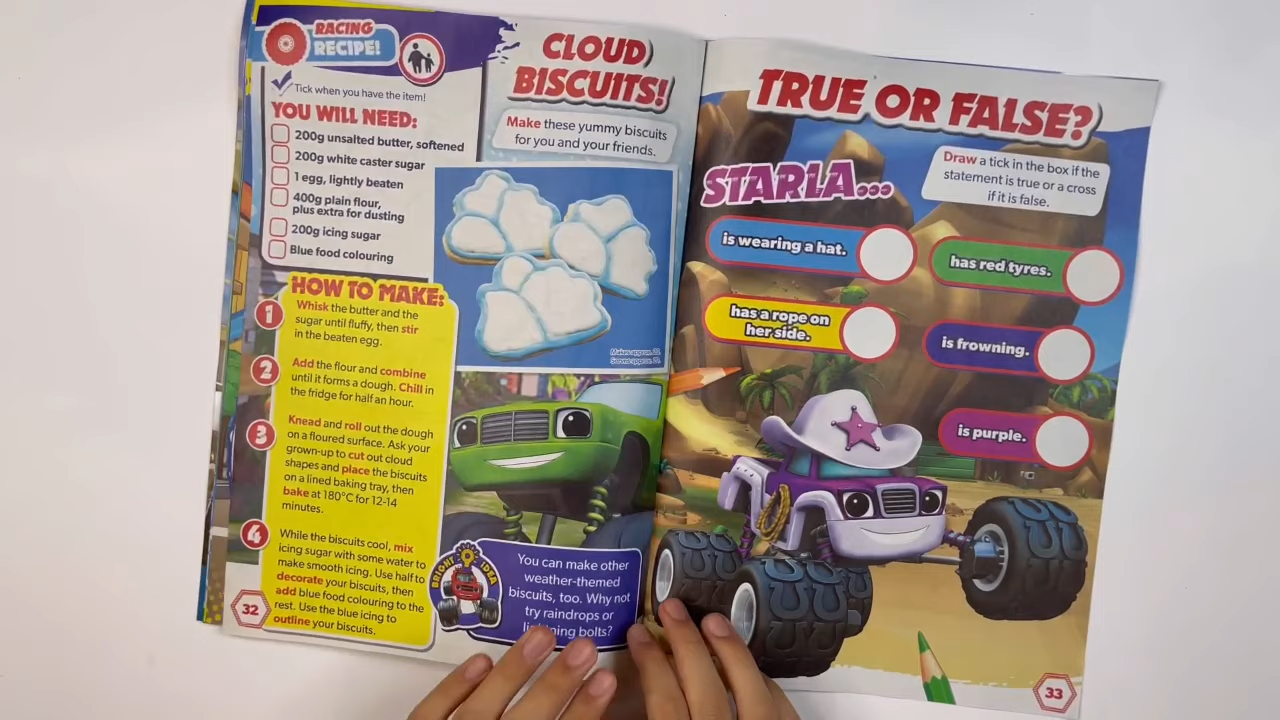 RACING
RECIPE!
Tick when you have the item!
YOU WILL NEED:
200g unsalted butter, softened
200g white caster sugar
1 egg, lightly beaten
400g plain flour,
plus extra for dusting
200g icing sugar
Blue food colouring
HOW TO MAKE:
1
Whisk the butter and the
sugar until fluffy, then stir
in the beaten egg.
2
Add the flour and combine
until it forms a dough. Chill in
the fridge for half an hour.
3
Knead and roll out the dough
on a floured surface. Ask your
grown-up to cut out cloud
shapes and place the biscuits
on a lined baking tray, then
bake at 180°C for 12-14
minutes.
4
While the biscuits cool, mix
icing sugar with some water to
make smooth icing. Use half to
decorate your biscuits, then
add blue food colouring to the
rest. Use the blue icing to
outline your biscuits.
32
CLOUD
BISCUITS!
Make these yummy biscuits
for you and your friends.
BRIGHT IDEA
You can make other
weather-themed
biscuits, too. Why not
try raindrops or
lightning bolts?
TRUE OR FALSE?
STARLA...
Draw a tick in the box if the
statement is true or a cross
if it is false.
is wearing a hat.
has red tyres.
has a rope on
her side.
is frowning.
is purple.
33